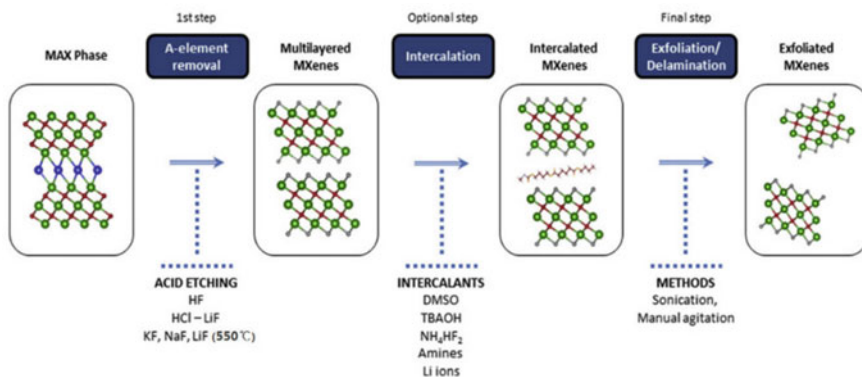 1st step
Optional step
Final step
MAX Phase
A-element
removal
Multilayered
MXenes
Intercalation
Intercalated
MXenes
Exfoliation/
Delamination
Exfoliated
MXenes
ACID ETCHING
HF
HCl – LiF
KF, NaF, LiF (550℃)
INTERCALANTS
DMSO
TBAOH
NH₄HF₂
Amines
Li ions
METHODS
Sonication,
Manual agitation